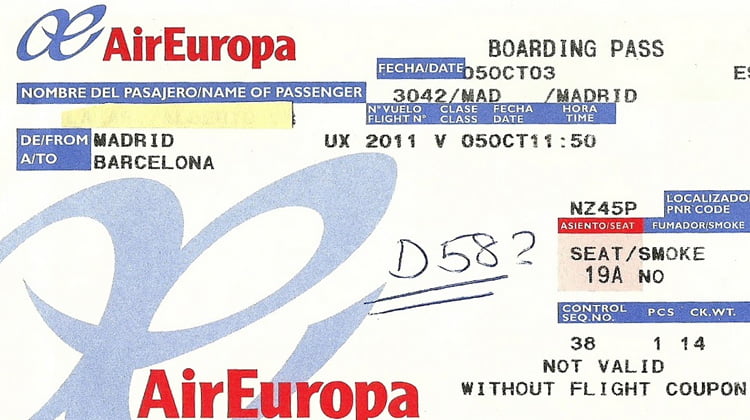 AirEuropa
BOARDING PASS
FECHA/DATE 05OCT03 ES
NOMBRE DEL PASAJERO/NAME OF PASSENGER
3042/MAD /MADRID
Nº VUELO CLASE FECHA HORA
FLIGHT Nº CLASS DATE TIME
DE/FROM MADRID UX 2011 V 05OCT11:50
A/TO BARCELONA
LOCALIZADO
NZ45P PNR CODE
ASIENTO/SEAT FUMADOR/SMOKE
D58?
SEAT/SMOKE
19A NO
CONTROL PCS CK.WT.
SEQ.NO.
38 1 14
NOT VALID
WITHOUT FLIGHT COUPON
AirEuropa